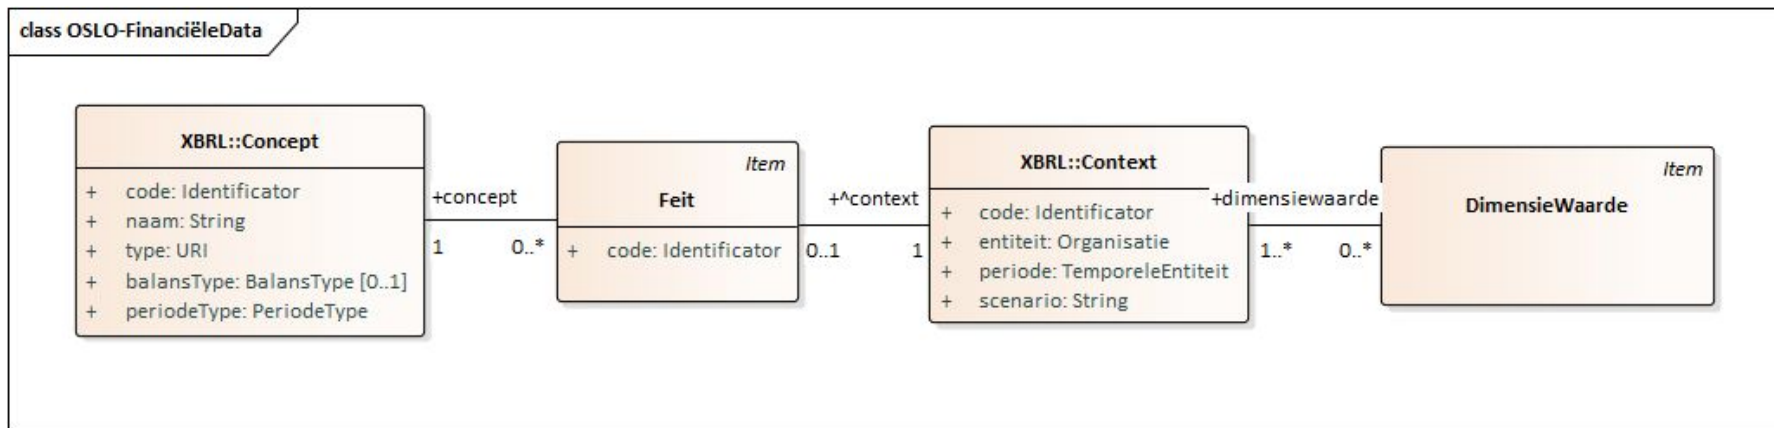 class OSLO-FinanciëleData
XBRL::Concept
+ code: Identificator
+ naam: String
+ type: URI
+ balansType: BalansType [0..1]
+ periodeType: PeriodeType
+concept
1
0..*
Item
Feit
+ code: Identificator
+^context
0..1
1
XBRL::Context
+ code: Identificator
+ entiteit: Organisatie
+ periode: TemporeleEntiteit
+ scenario: String
+dimensiewaarde
1..*
0..*
Item
DimensieWaarde